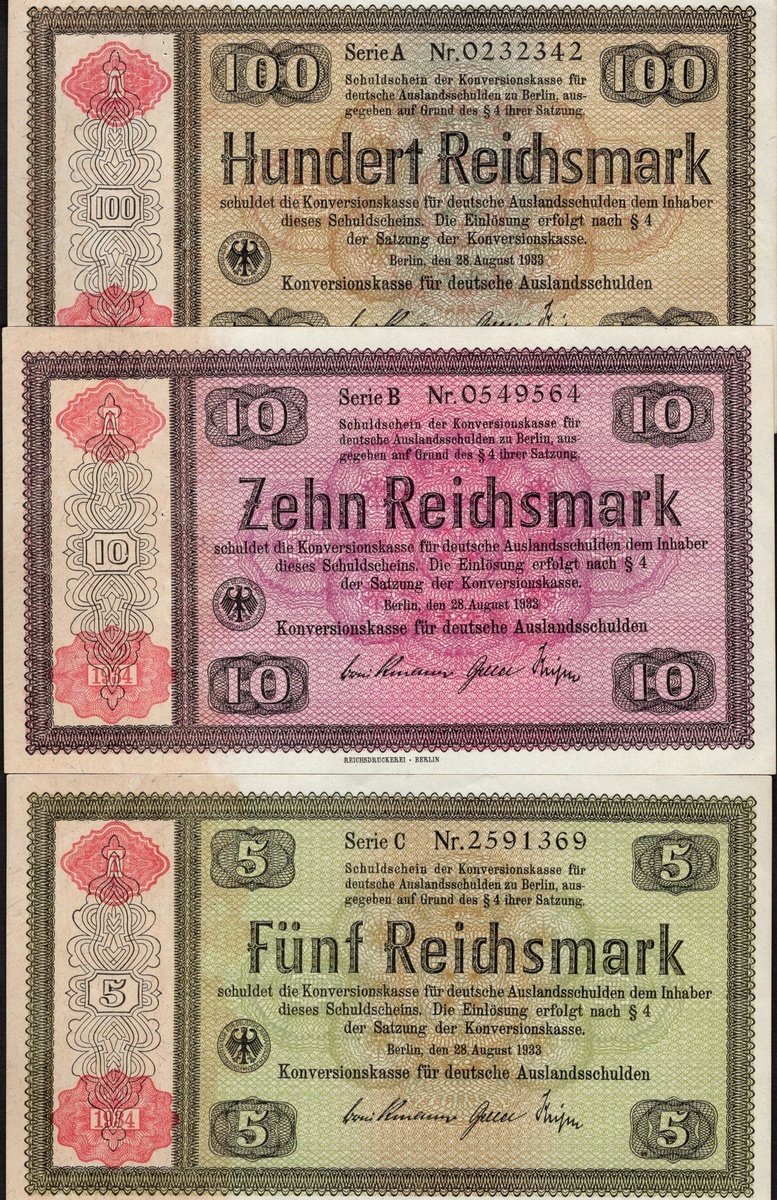 Serie A Nr. 0232342
100 100
Schuldschein der Konversionskasse für
deutsche Auslandsschulden zu Berlin, aus-
gegeben auf Grund des § 4 ihrer Satzung.
Hundert Reichsmark
100
schuldet die Konversionskasse für deutsche Auslandsschulden dem Inhaber
dieses Schuldscheins. Die Einlösung erfolgt nach § 4
der Satzung der Konversionskasse.
Berlin, den 28. August 1933
Konversionskasse für deutsche Auslandsschulden
Serie B Nr. 0549564
10 10
Schuldschein der Konversionskasse für
deutsche Auslandsschulden zu Berlin, aus-
gegeben auf Grund des § 4 ihrer Satzung.
Zehn Reichsmark
10
schuldet die Konversionskasse für deutsche Auslandsschulden dem Inhaber
dieses Schuldscheins. Die Einlösung erfolgt nach § 4
der Satzung der Konversionskasse.
Berlin, den 28. August 1933
Konversionskasse für deutsche Auslandsschulden
1934
10 10
REICHSDRUCKEREI · BERLIN
Serie C Nr. 2591369
5 5
Schuldschein der Konversionskasse für
deutsche Auslandsschulden zu Berlin, aus-
gegeben auf Grund des § 4 ihrer Satzung.
Fünf Reichsmark
5
schuldet die Konversionskasse für deutsche Auslandsschulden dem Inhaber
dieses Schuldscheins. Die Einlösung erfolgt nach § 4
der Satzung der Konversionskasse.
Berlin, den 28. August 1933
Konversionskasse für deutsche Auslandsschulden
1934
5 5